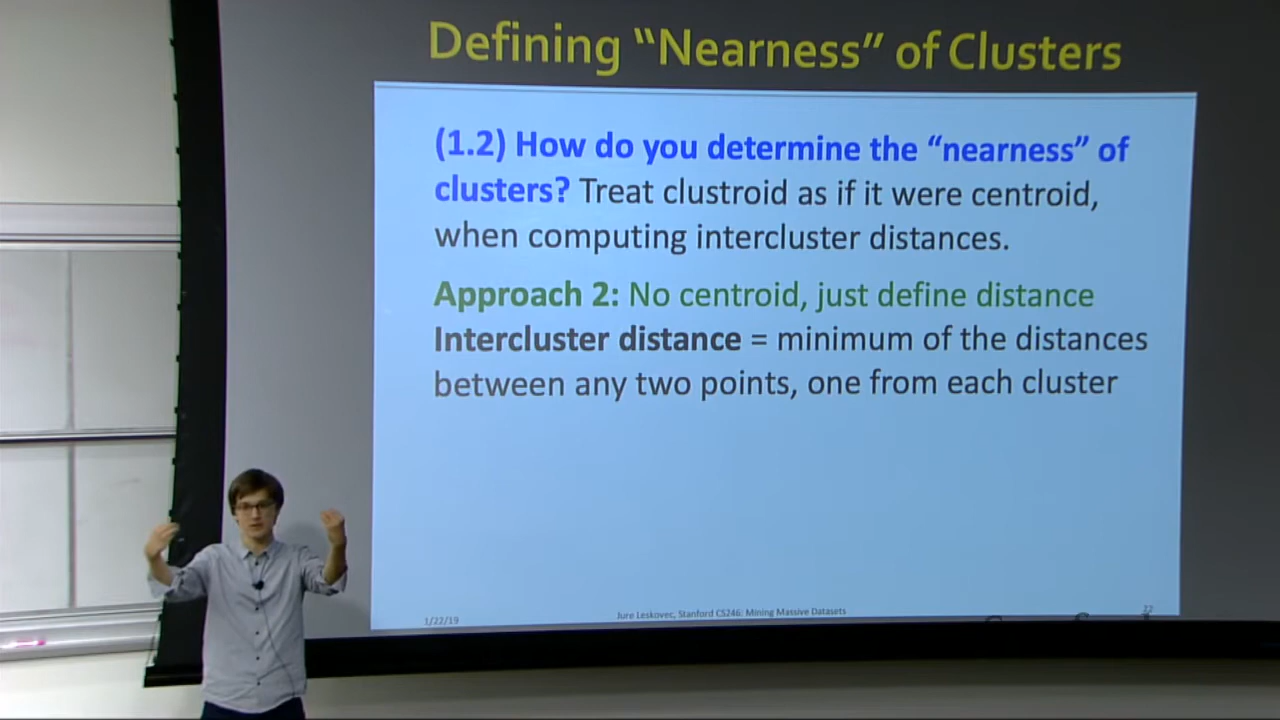 Defining “Nearness” of Clusters
(1.2) How do you determine the “nearness” of
clusters? Treat clustroid as if it were centroid,
when computing intercluster distances.
Approach 2: No centroid, just define distance
Intercluster distance = minimum of the distances
between any two points, one from each cluster
1/22/19
Jure Leskovec, Stanford CS246: Mining Massive Datasets
22